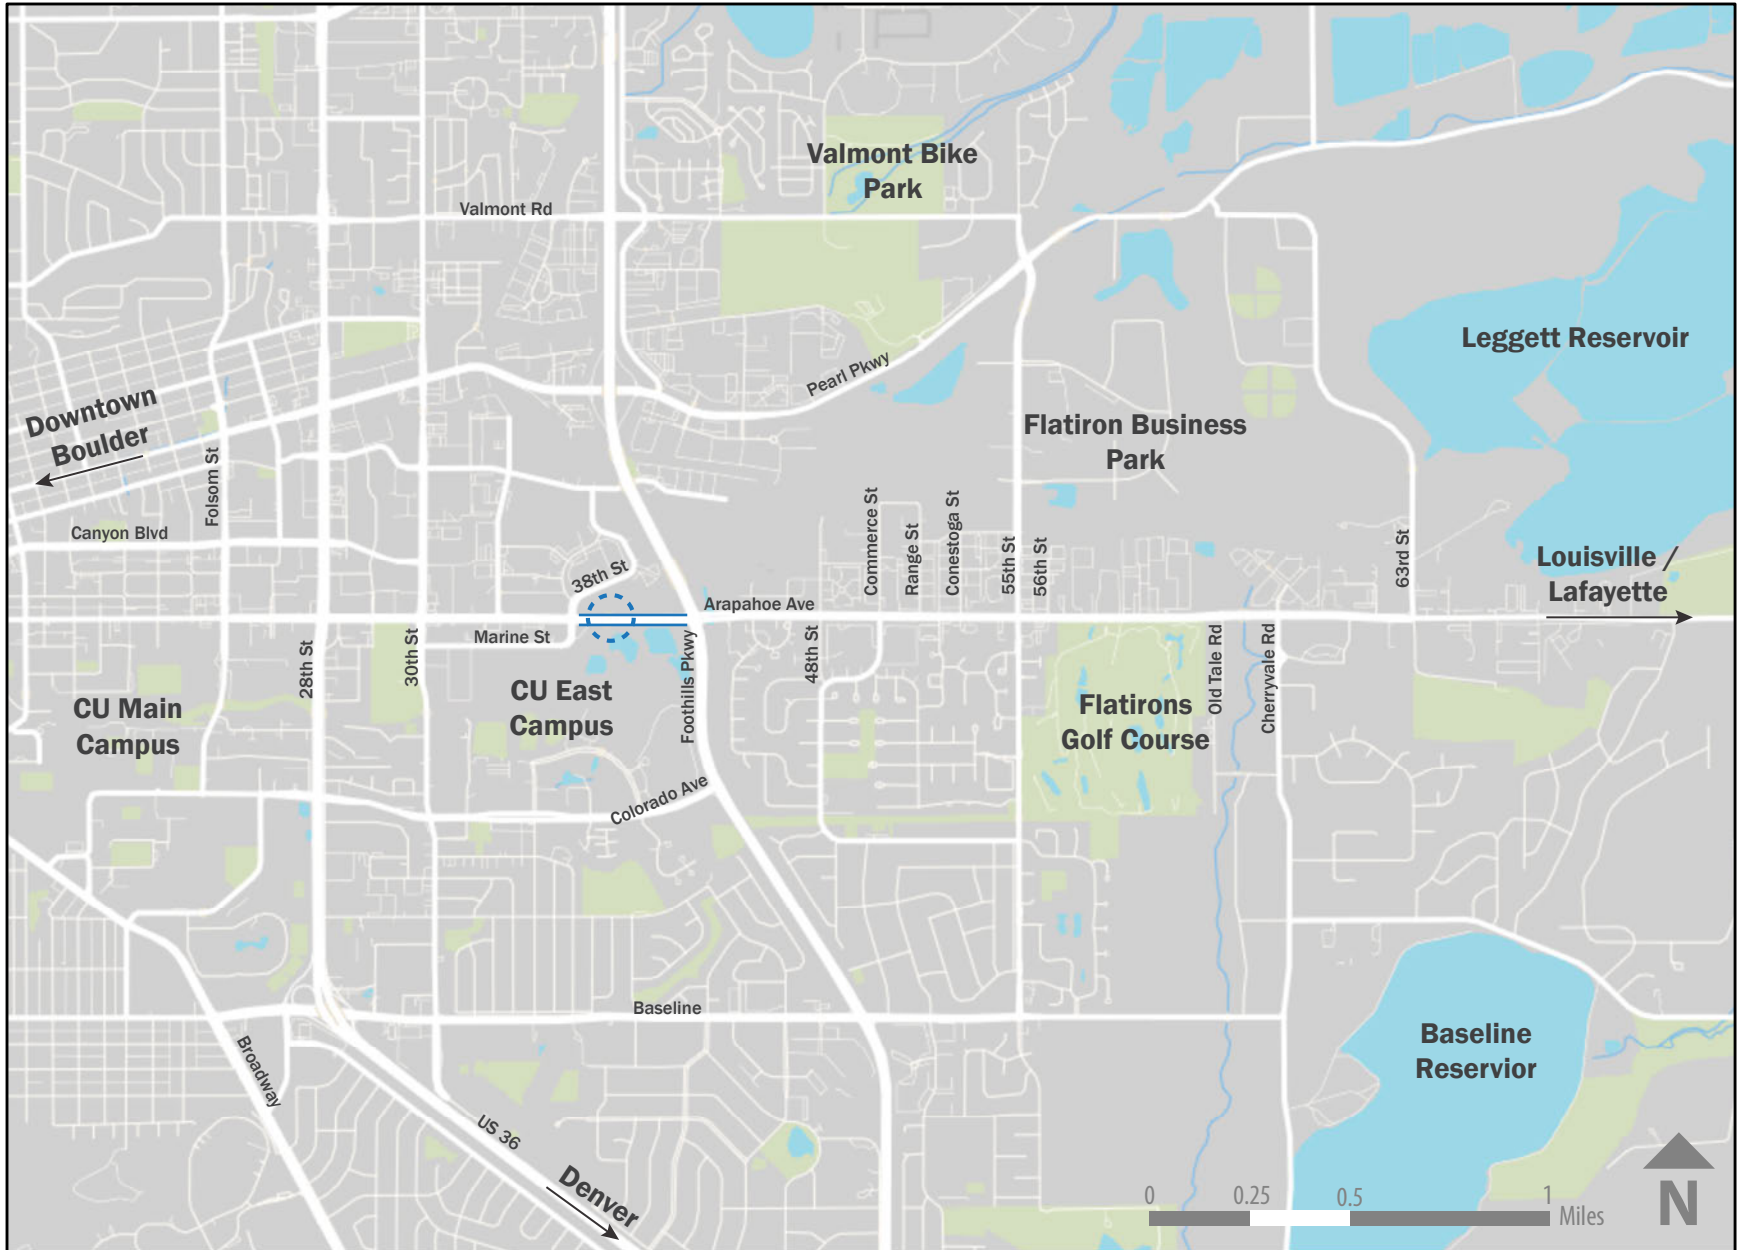 Valmont Bike
Park
Valmont Rd
Leggett Reservoir
Pearl Pkwy
Downtown
Boulder
Flatiron Business
Park
Folsom St
Canyon Blvd
38th St
Commerce St
Range St
Conestoga St
55th St
56th St
63rd St
Louisville /
Lafayette
Arapahoe Ave
Marine St
28th St
30th St
Foothills Pkwy
48th St
Old Tale Rd
Cherryvale Rd
CU Main
Campus
CU East
Campus
Flatirons
Golf Course
Colorado Ave
Baseline
Broadway
US 36
Denver
Baseline
Reservior
0 0.25 0.5 1
Miles
N